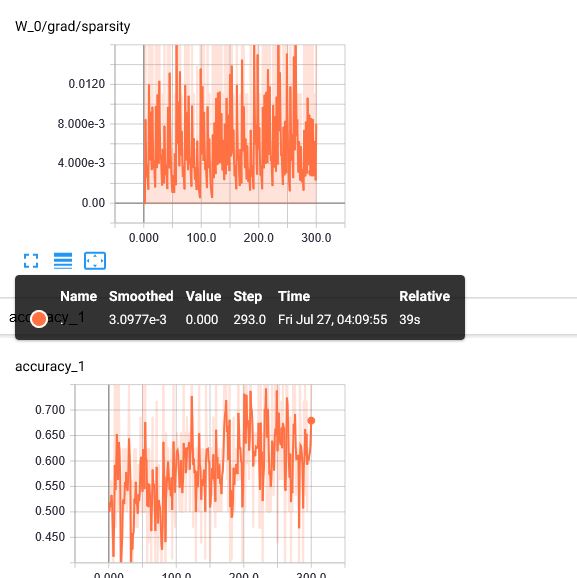 W_0/grad/sparsity
0.0120
8.000e-3
4.000e-3
0.00
0.000 100.0 200.0 300.0
Name Smoothed Value Step Time Relative
. 3.0977e-3 0.000 293.0 Fri Jul 27, 04:09:55 39s
accuracy_1
accuracy_1
0.700
0.650
0.600
0.550
0.500
0.450
0.000 100.0 200.0 300.0